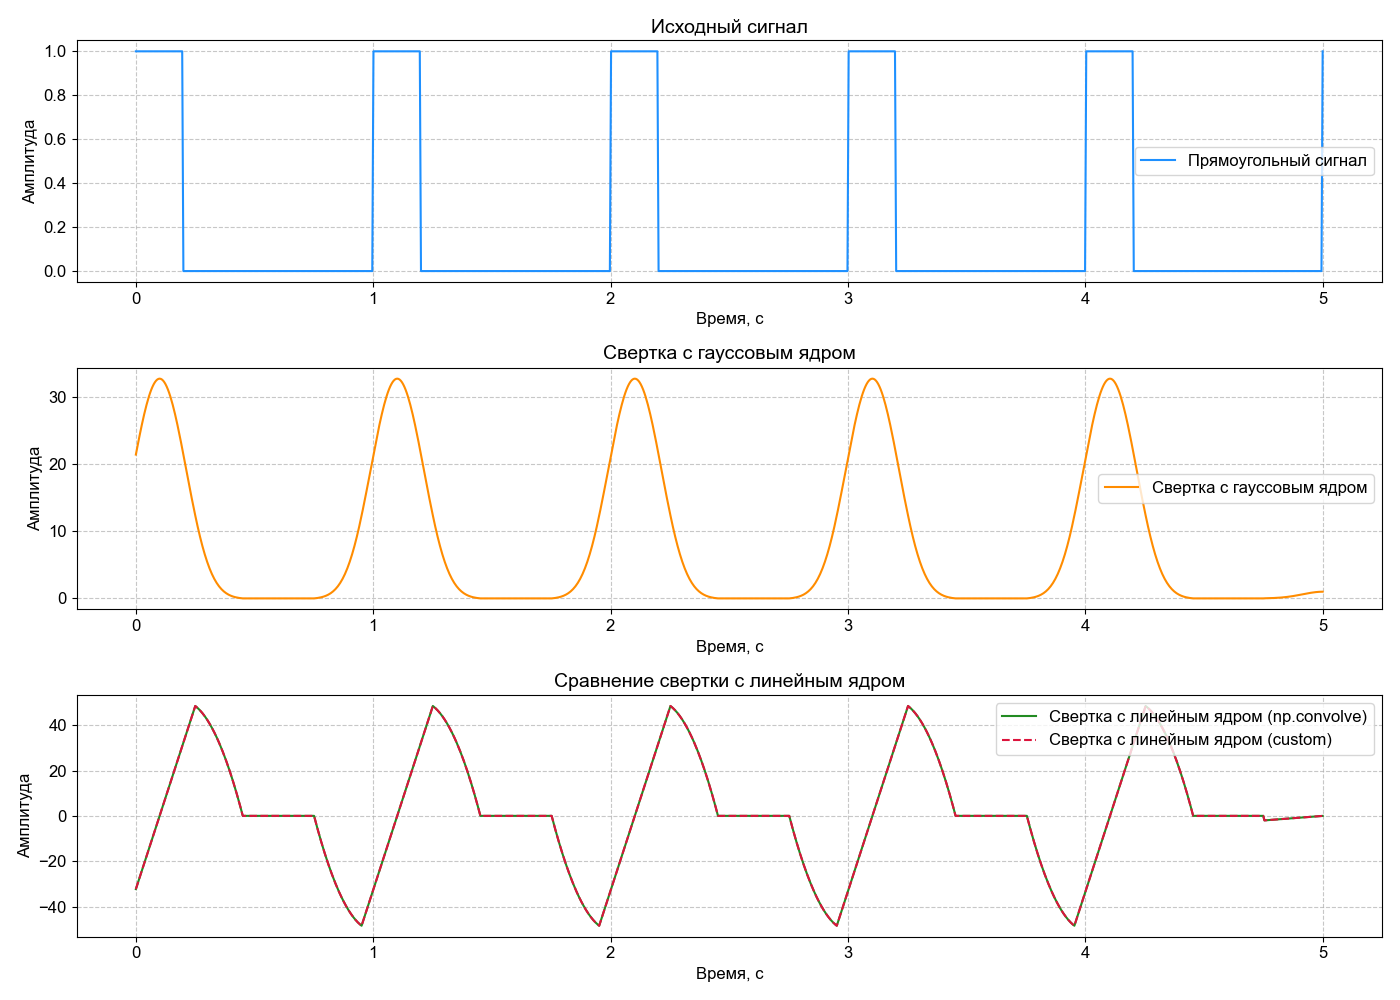 Исходный сигнал
1.0
0.8
0.6
0.4
0.2
0.0
Амплитуда
Прямоугольный сигнал
0 1 2 3 4 5
Время, с
Свертка с гауссовым ядром
30
20
10
0
Амплитуда
Свертка с гауссовым ядром
0 1 2 3 4 5
Время, с
Сравнение свертки с линейным ядром
40
20
0
−20
−40
Амплитуда
Свертка с линейным ядром (np.convolve)
Свертка с линейным ядром (custom)
0 1 2 3 4 5
Время, с